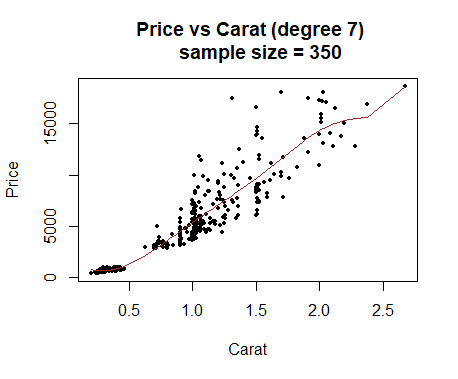 Price vs Carat (degree 7)
sample size = 350
Price
15000
5000
0
0.5 1.0 1.5 2.0 2.5
Carat